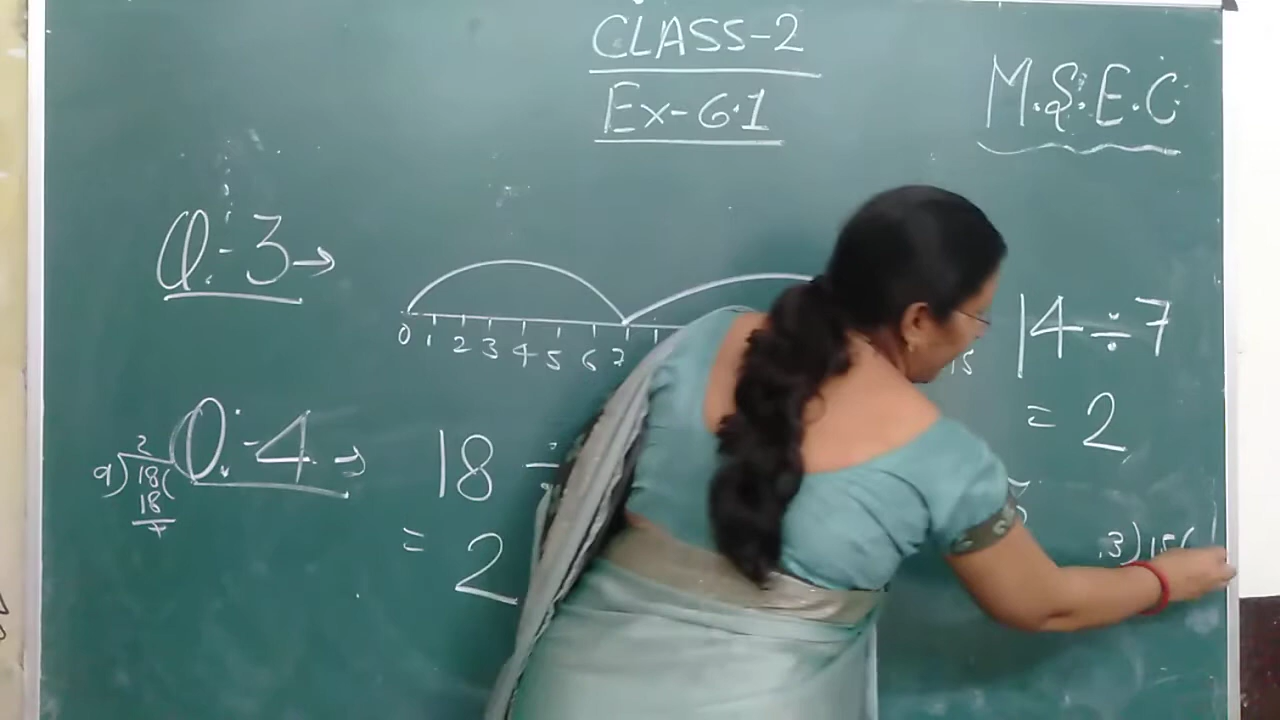 CLASS-2
Ex-6.1
M.S.E.C.
Q.-3→
0 1 2 3 4 5 6 7 15
14÷7
= 2
Q.-4→
18 ÷
= 2
2
9)18(
18
3)15(